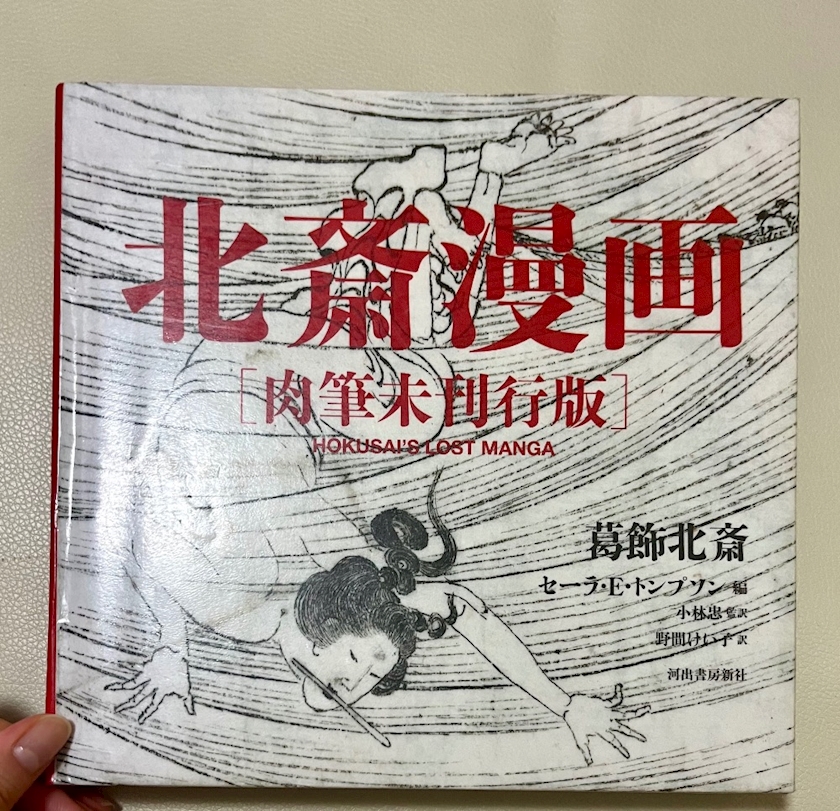 北斎漫画
[肉筆未刊行版]
HOKUSAI'S LOST MANGA
葛飾北斎
セーラ・E・トンプソン 編
小林忠 監訳
野間けい子 訳
河出書房新社